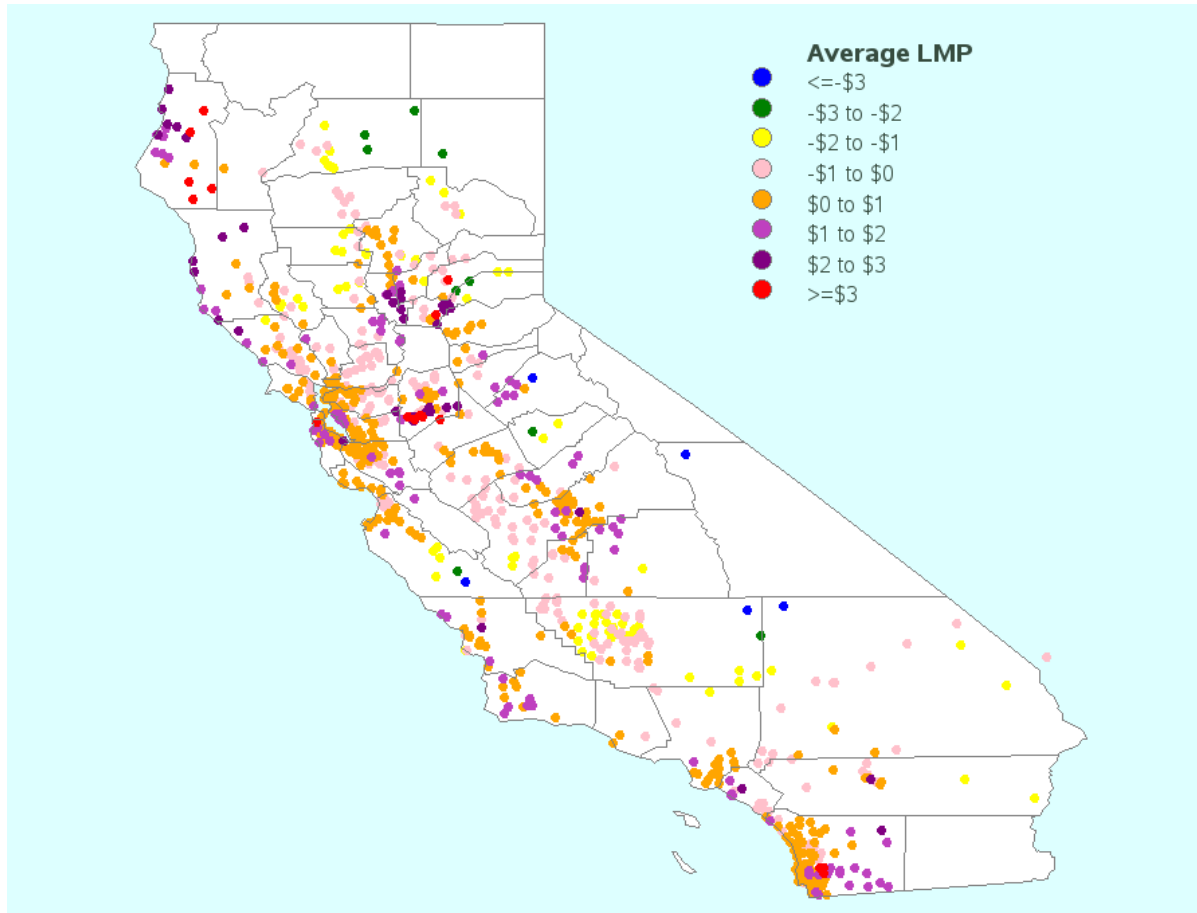 Average LMP
<=-$3
-$3 to -$2
-$2 to -$1
-$1 to $0
$0 to $1
$1 to $2
$2 to $3
>=$3